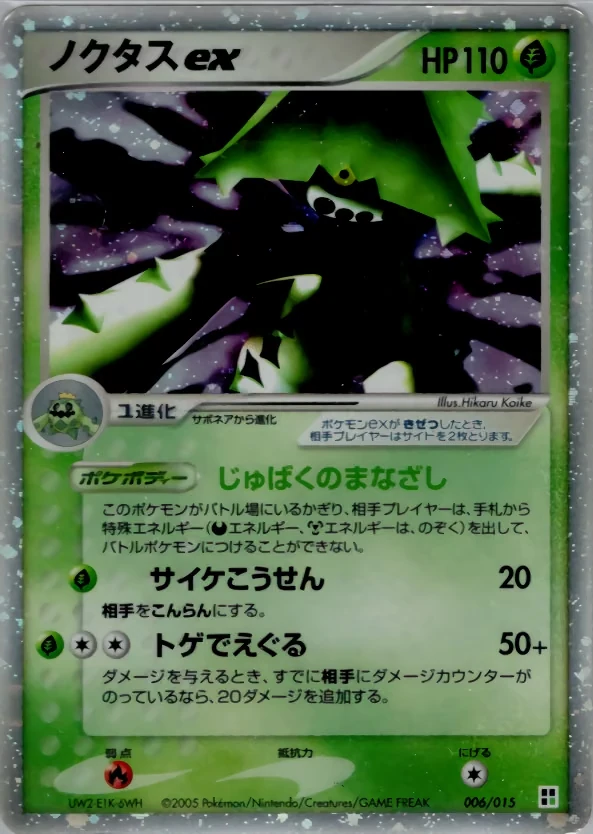 ノクタスex HP110
Illus.Hikaru Koike
1進化 サボネアから進化
ポケモンexが きぜつしたとき、
相手プレイヤーはサイドを2枚とります。
ポケボディー じゅばくのまなざし
このポケモンがバトル場にいるかぎり、相手プレイヤーは、手札から
特殊エネルギー(エネルギー、エネルギーは、のぞく)を出して、
バトルポケモンにつけることができない。
サイケこうせん 20
相手をこんらんにする。
トゲでえぐる 50+
ダメージを与えるとき、すでに相手にダメージカウンターが
のっているなら、20ダメージを追加する。
弱点 抵抗力 にげる
UW2-E1K-6WH ©2005 Pokémon/Nintendo/Creatures/GAME FREAK 006/015